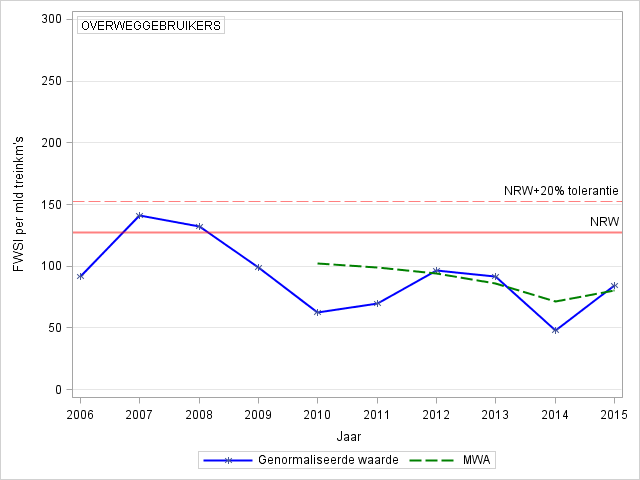 OVERWEGGEBRUIKERS
300
250
200
150
100
50
0
FWSI per mld treinkm's
NRW+20% tolerantie
NRW
2006 2007 2008 2009 2010 2011 2012 2013 2014 2015
Jaar
Genormaliseerde waarde MWA